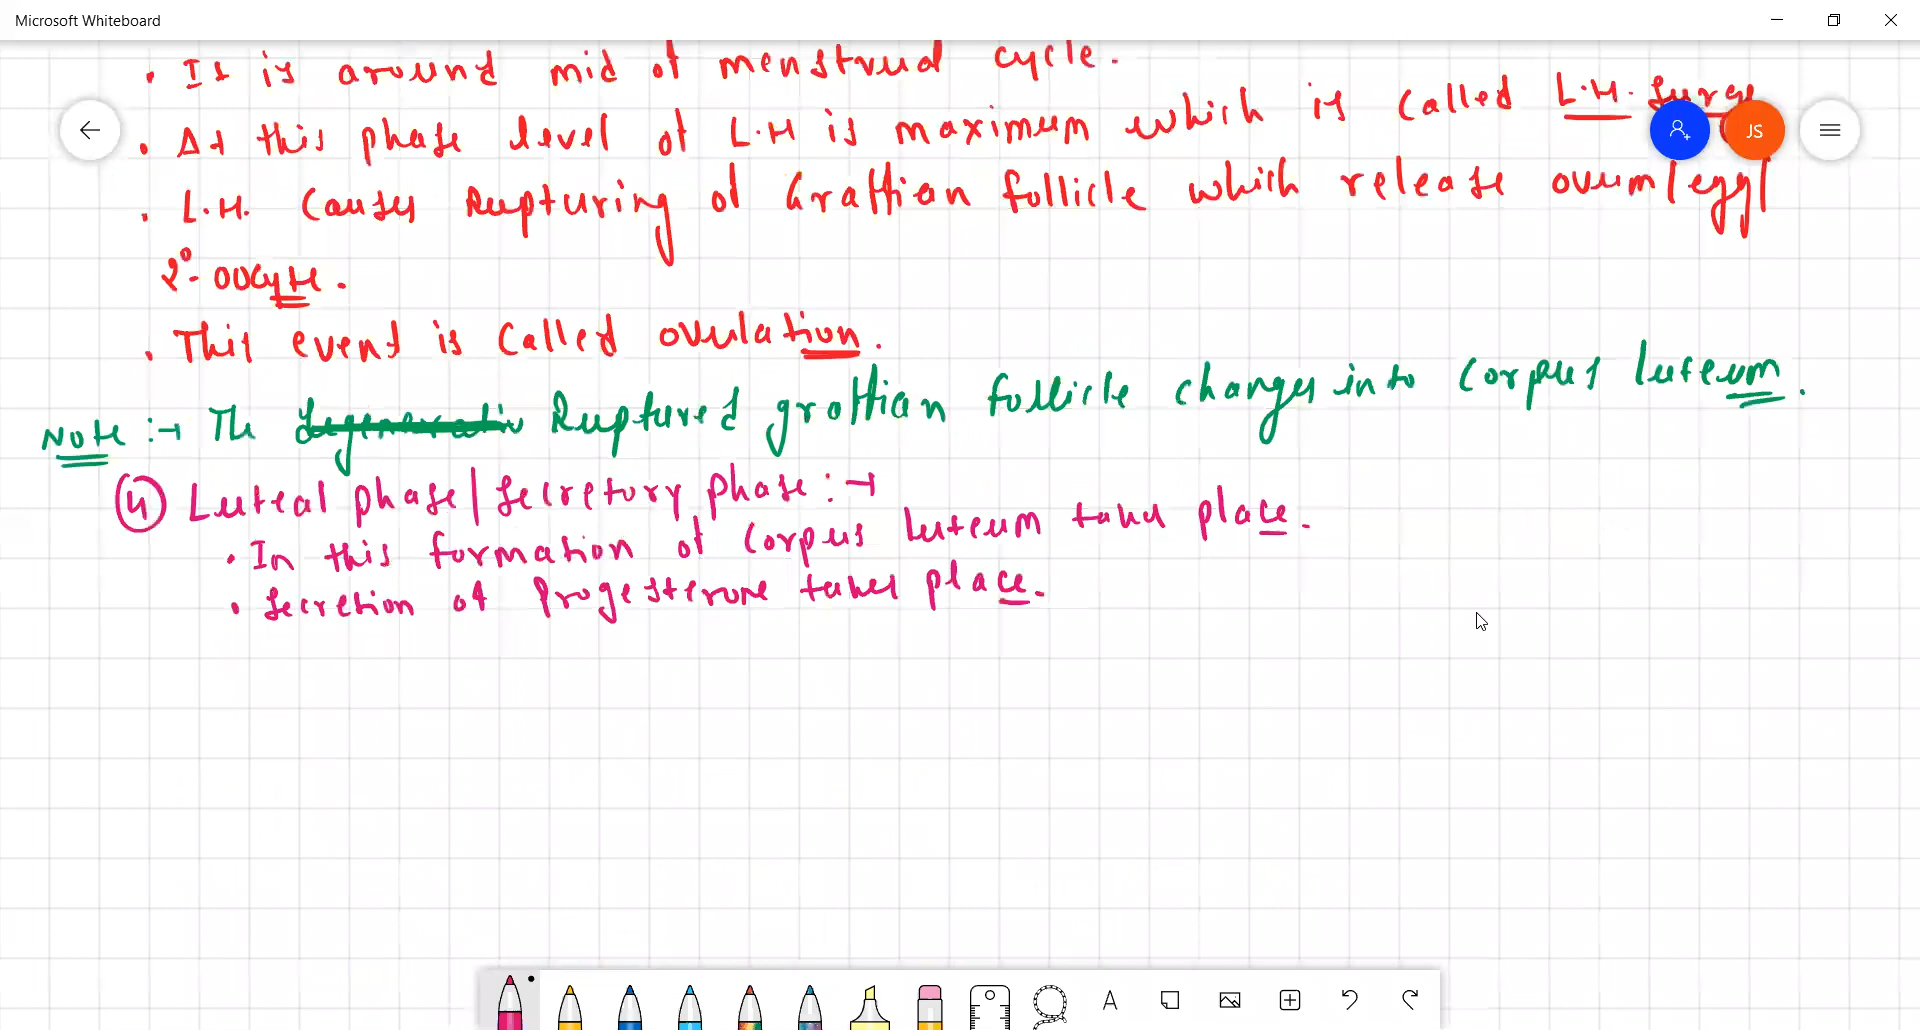 Microsoft Whiteboard
• It is around mid of menstrual cycle.
• At this phase level of L.H is maximum which is called L.H. Surge
JS
• L.H. causes Rupturing of Graffian follicle which release ovum/egg/
2°- oocyte.
• This event is called ovulation.
Note :→ The Ruptured graffian follicle changes into corpus luteum.
④ Luteal phase/Secretory phase :→
• In this formation of corpus luteum takes place.
• Secretion of Progesterone takes place.